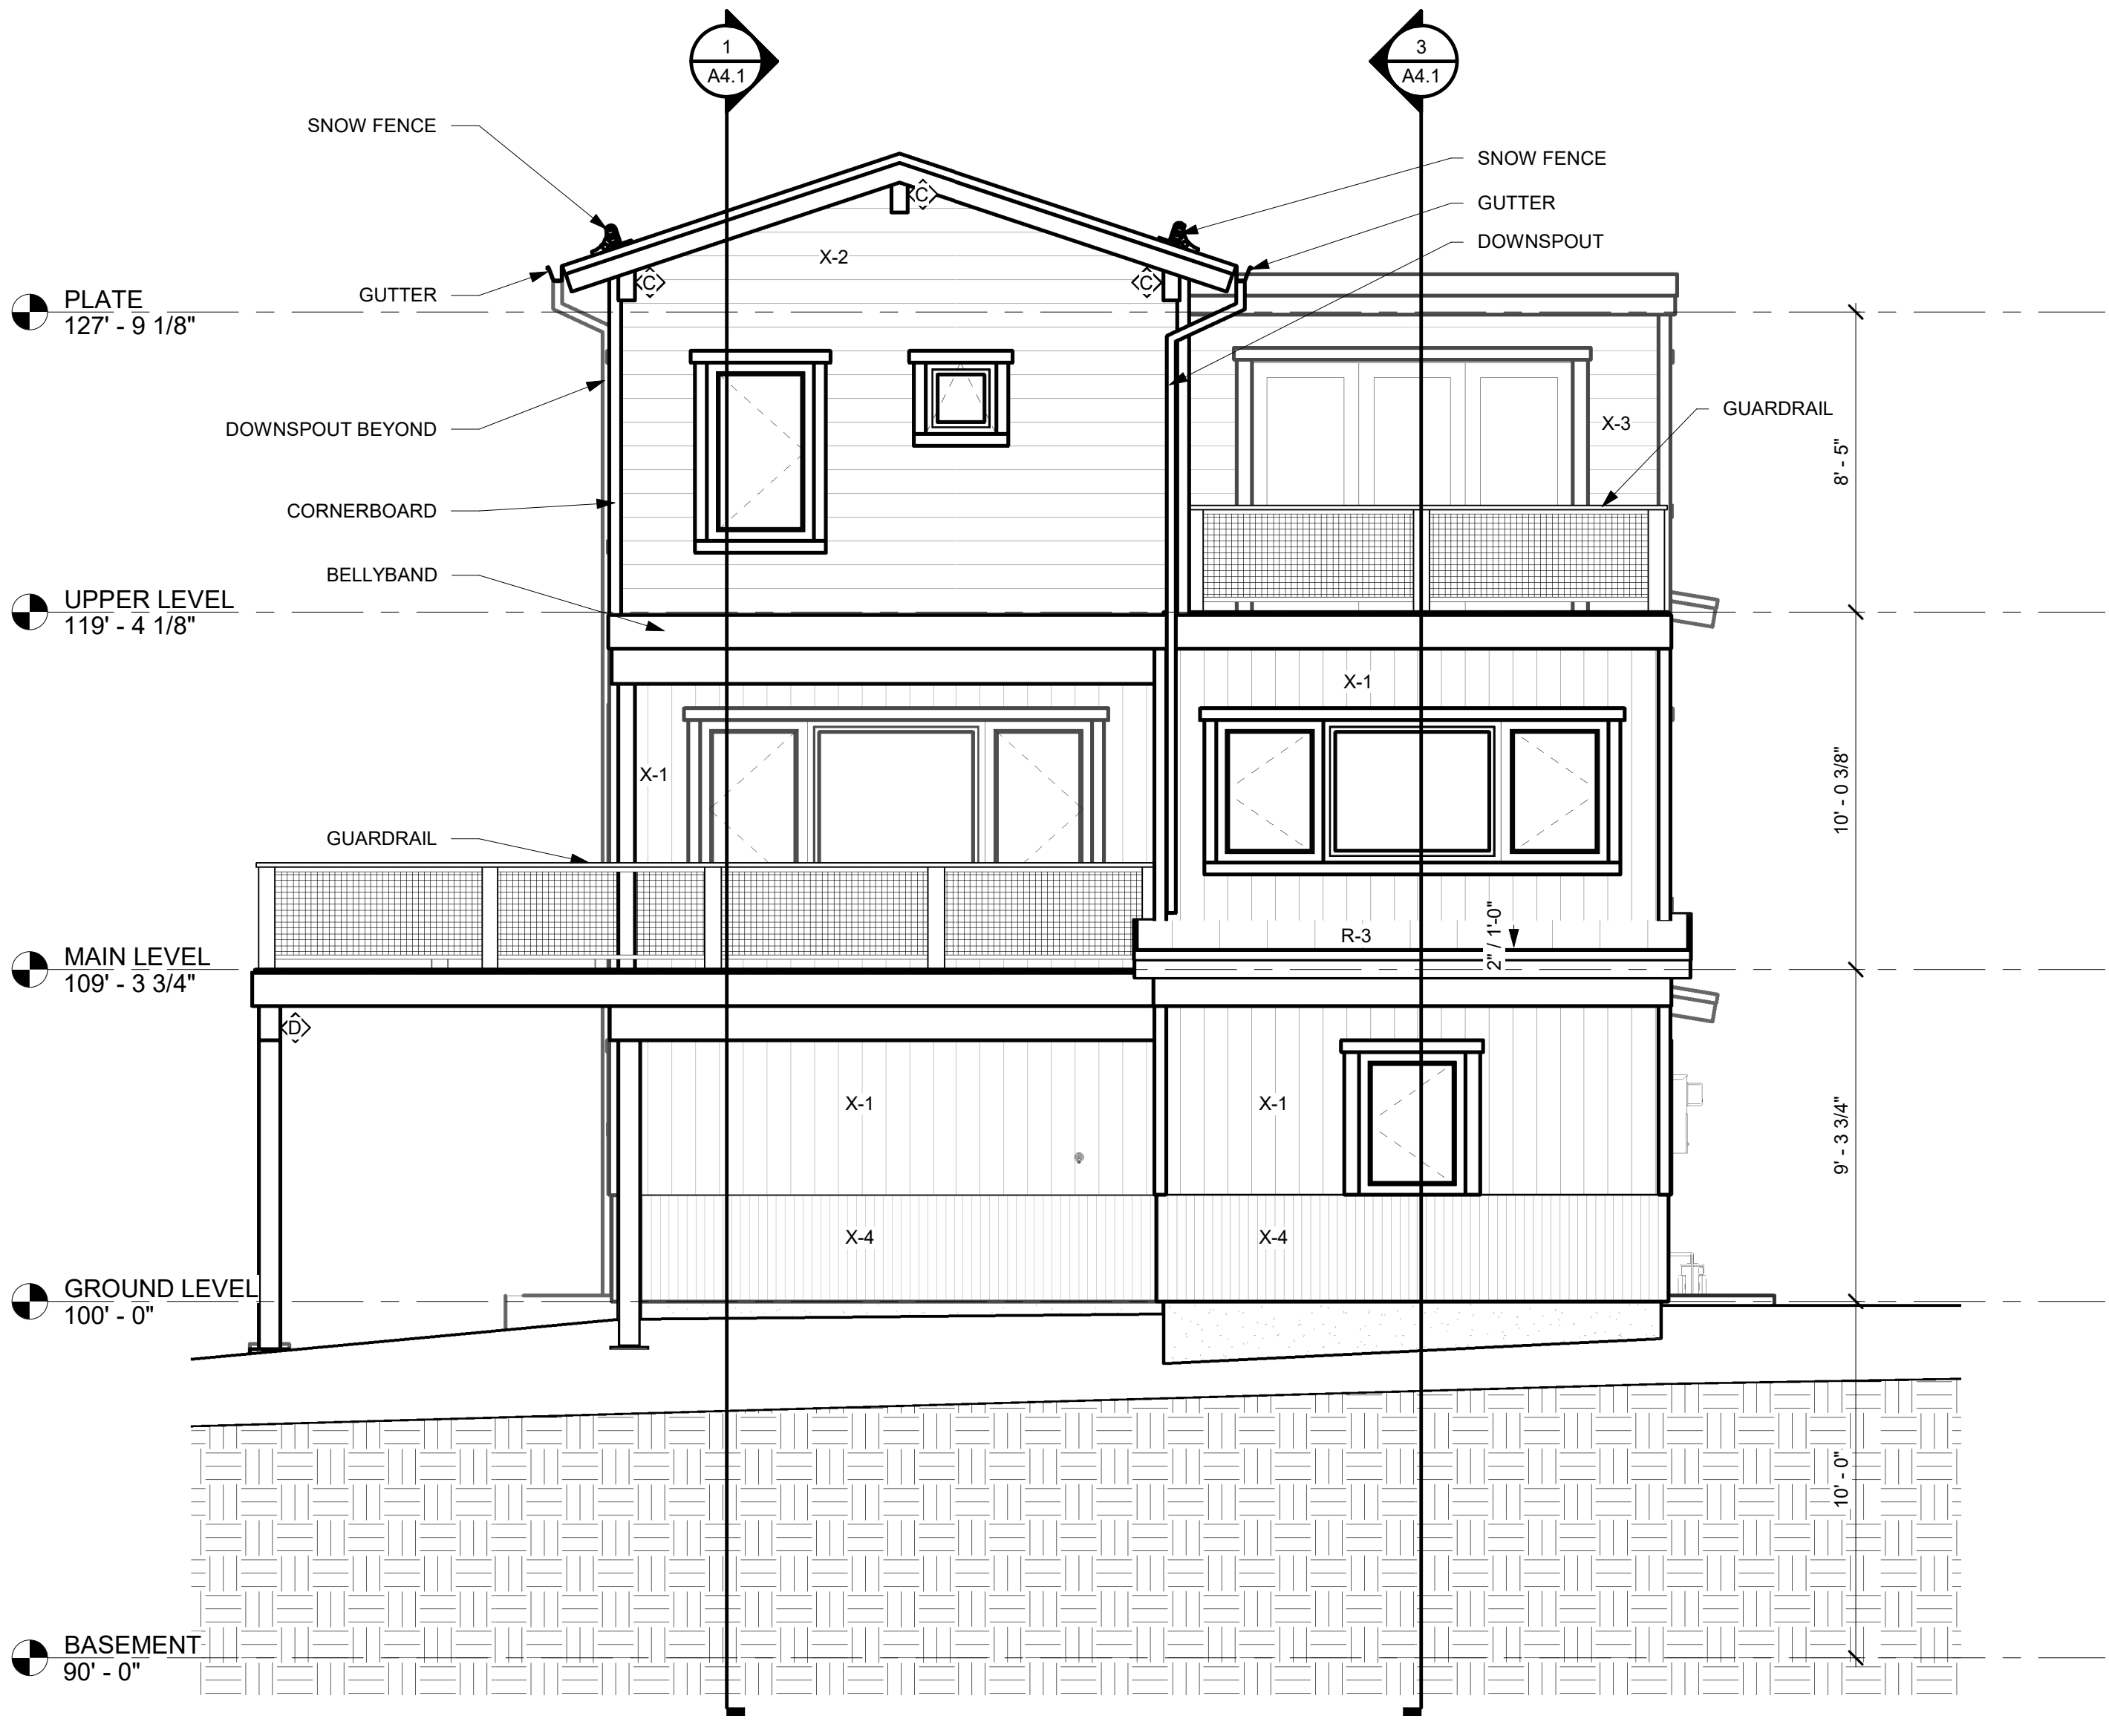 1
A4.1
3
A4.1
SNOW FENCE
SNOW FENCE
GUTTER
DOWNSPOUT
C
X-2
C
C
GUTTER
PLATE
127' - 9 1/8"
GUARDRAIL
X-3
DOWNSPOUT BEYOND
8' - 5"
CORNERBOARD
BELLYBAND
UPPER LEVEL
119' - 4 1/8"
X-1
X-1
10' - 0 3/8"
GUARDRAIL
R-3
2" / 1'-0"
MAIN LEVEL
109' - 3 3/4"
D
X-1
X-1
9' - 3 3/4"
X-4
X-4
GROUND LEVEL
100' - 0"
10' - 0"
BASEMENT
90' - 0"